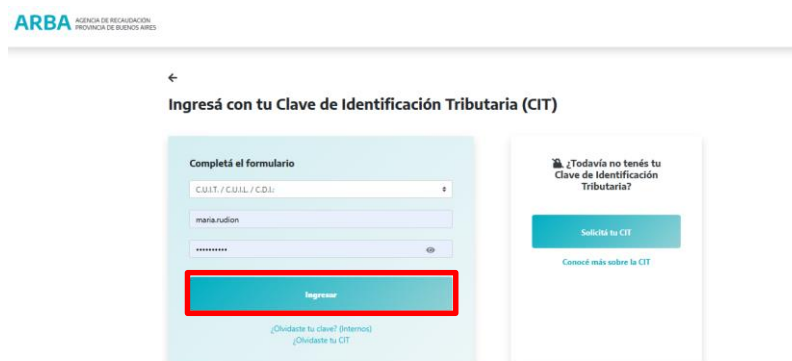 ARBA AGENCIA DE RECAUDACIÓN
PROVINCIA DE BUENOS AIRES
Ingresá con tu Clave de Identificación Tributaria (CIT)
Completá el formulario
C.U.I.T. / C.U.I.L. / C.D.I.:
maria.rudion
••••••••••
Ingresar
¿Olvidaste tu clave? (Internos)
¿Olvidaste tu CIT
¿Todavía no tenés tu
Clave de Identificación
Tributaria?
Solicitá tu CIT
Conocé más sobre la CIT